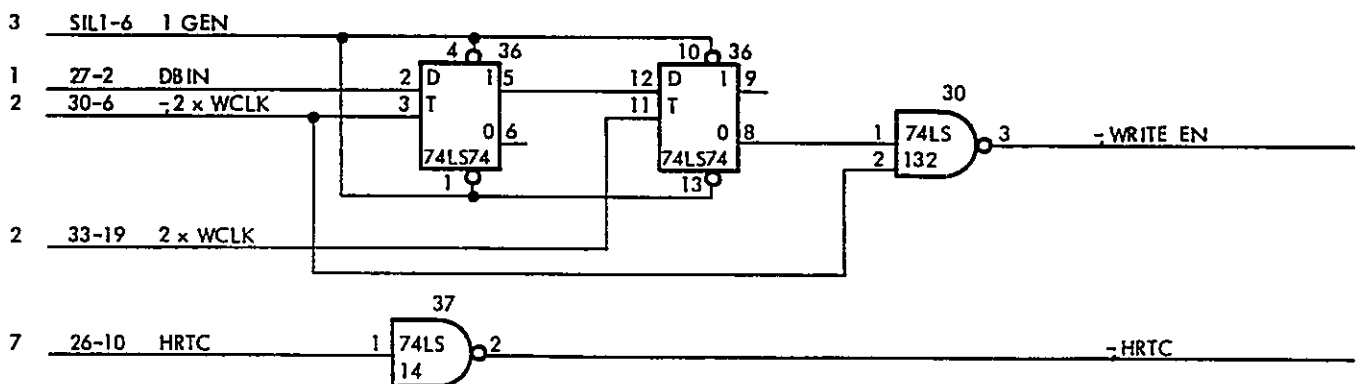 3 SIL1-6 1 GEN
4 36
10 36
1 27-2 DBIN
2 D 1 5
12 D 1 9
2 30-6 -,2 x WCLK
3 T
11 T
30
0 6
0 8
1 74LS 3 -,WRITE EN
74LS74
74LS74
2 132
1
13
2 33-19 2 x WCLK
37
7 26-10 HRTC
1 74LS 2 -,HRTC
14